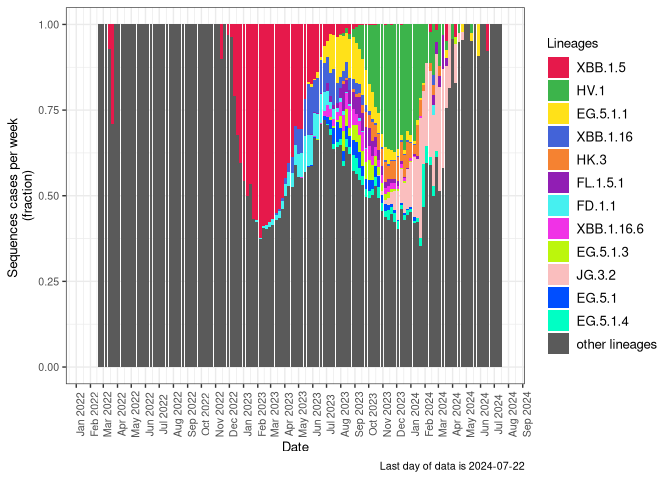 1.00
0.75
0.50
0.25
0.00
Sequences cases per week
(fraction)
Jan 2022
Feb 2022
Mar 2022
Apr 2022
May 2022
Jun 2022
Jul 2022
Aug 2022
Sep 2022
Oct 2022
Nov 2022
Dec 2022
Jan 2023
Feb 2023
Mar 2023
Apr 2023
May 2023
Jun 2023
Jul 2023
Aug 2023
Sep 2023
Oct 2023
Nov 2023
Dec 2023
Jan 2024
Feb 2024
Mar 2024
Apr 2024
May 2024
Jun 2024
Jul 2024
Aug 2024
Sep 2024
Date
Lineages
XBB.1.5
HV.1
EG.5.1.1
XBB.1.16
HK.3
FL.1.5.1
FD.1.1
XBB.1.16.6
EG.5.1.3
JG.3.2
EG.5.1
EG.5.1.4
other lineages
Last day of data is 2024-07-22